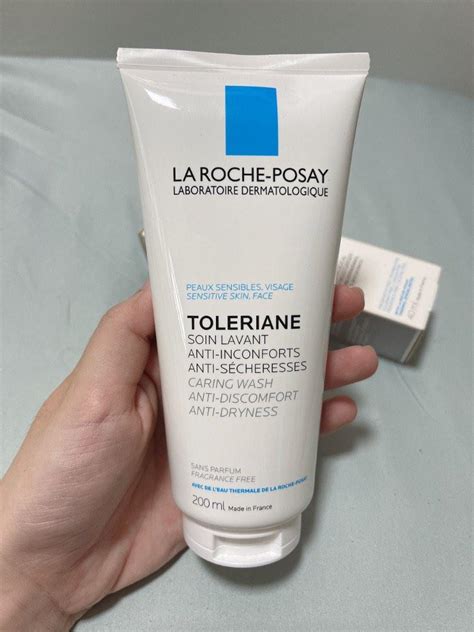 LA ROCHE-POSAY
LABORATOIRE DERMATOLOGIQUE
PEAUX SENSIBLES, VISAGE
SENSITIVE SKIN, FACE
TOLERIANE
SOIN LAVANT
ANTI-INCONFORTS
ANTI-SÉCHERESSES
CARING WASH
ANTI-DISCOMFORT
ANTI-DRYNESS
SANS PARFUM
FRAGRANCE FREE
AVEC DE L'EAU THERMALE DE LA ROCHE-POSAY
200 ml Made in France